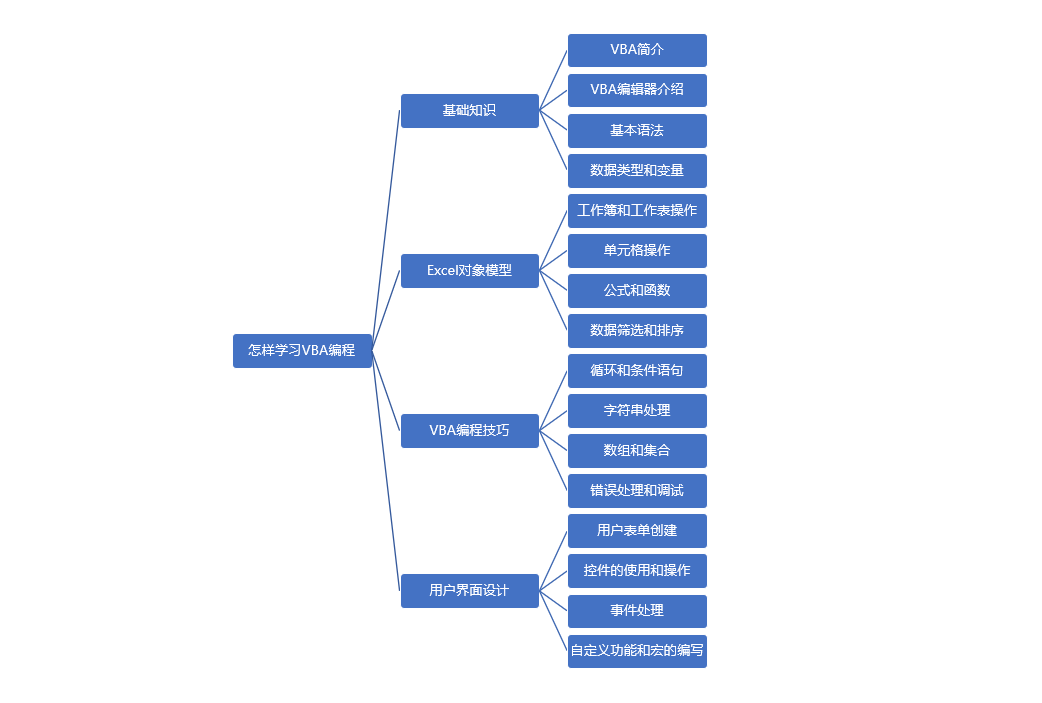 怎样学习VBA编程
基础知识
VBA简介
VBA编辑器介绍
基本语法
数据类型和变量
Excel对象模型
工作簿和工作表操作
单元格操作
公式和函数
数据筛选和排序
VBA编程技巧
循环和条件语句
字符串处理
数组和集合
错误处理和调试
用户界面设计
用户表单创建
控件的使用和操作
事件处理
自定义功能和宏的编写